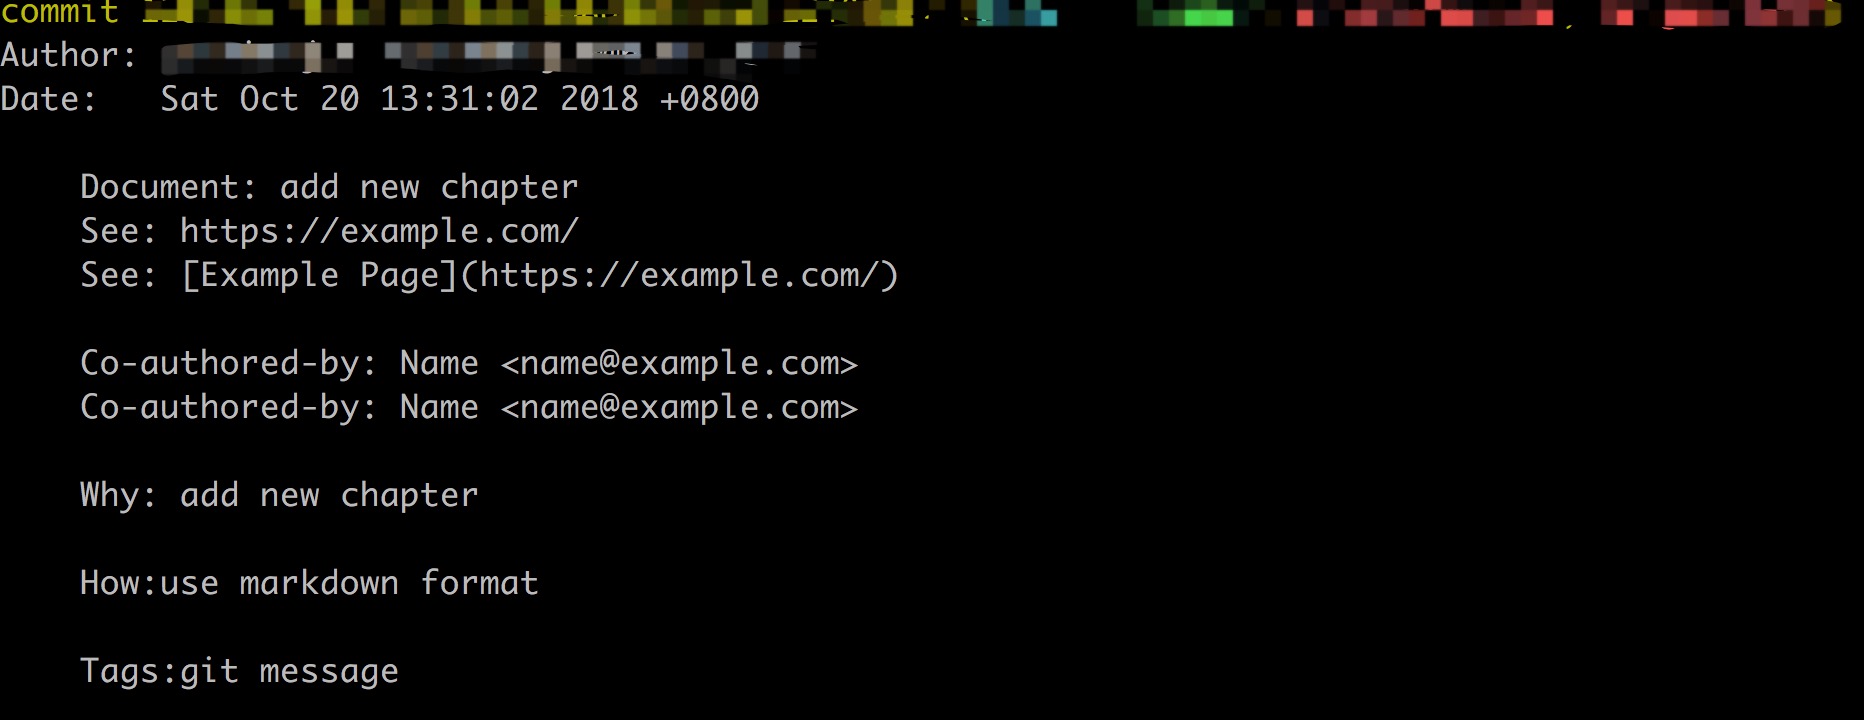 commit
Author:
Date:   Sat Oct 20 13:31:02 2018 +0800
Document: add new chapter
See: https://example.com/
See: [Example Page](https://example.com/)
Co-authored-by: Name <name@example.com>
Co-authored-by: Name <name@example.com>
Why: add new chapter
How:use markdown format
Tags:git message